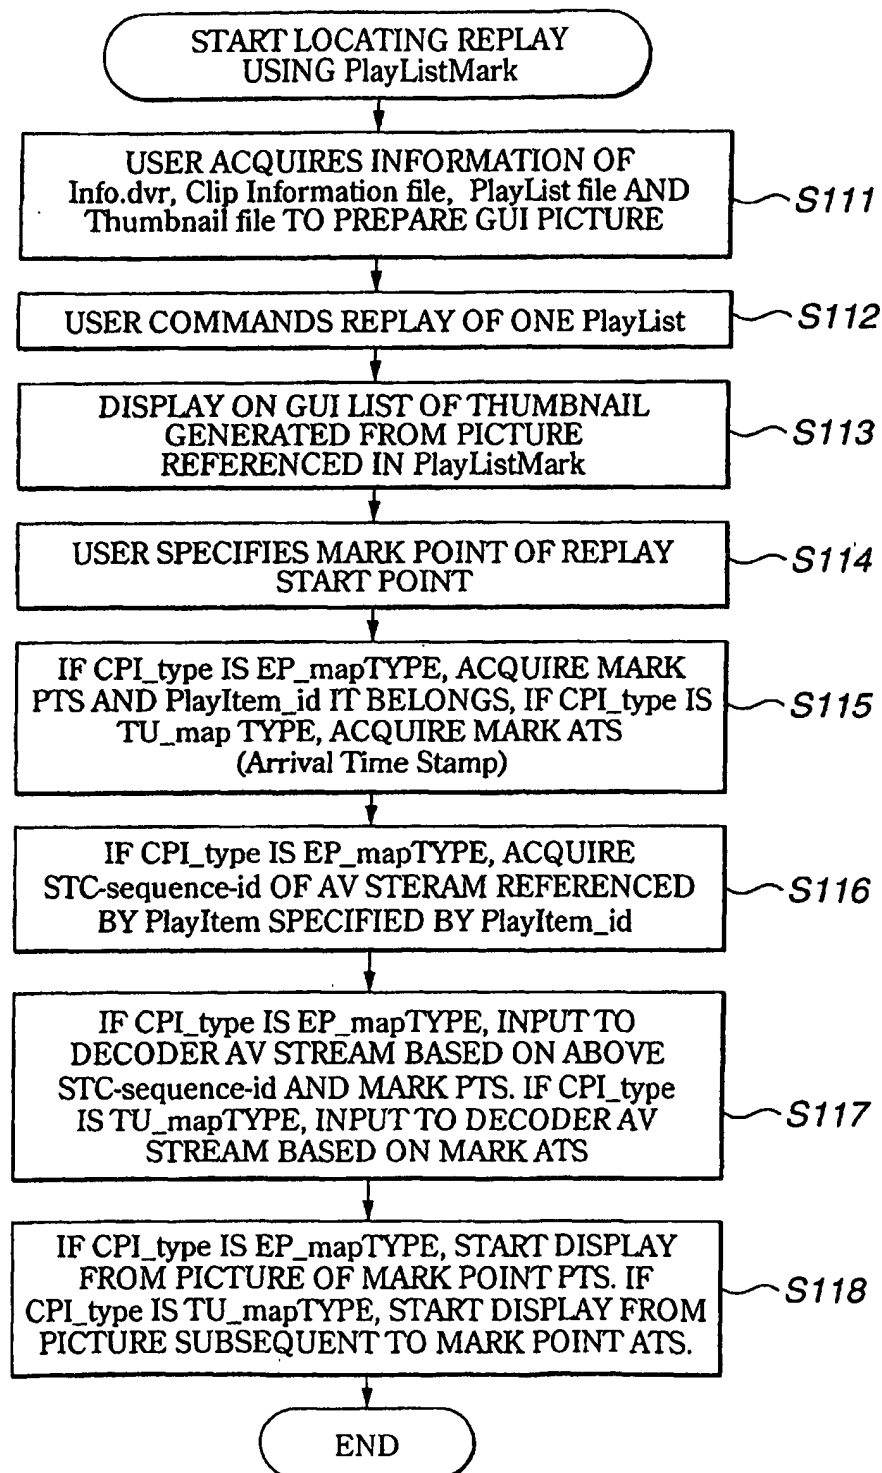 START LOCATING REPLAY
USING PlayListMark
USER ACQUIRES INFORMATION OF
Info.dvr, Clip Information file, PlayList file AND
Thumbnail file TO PREPARE GUI PICTURE
S111
USER COMMANDS REPLAY OF ONE PlayList
S112
DISPLAY ON GUI LIST OF THUMBNAIL
GENERATED FROM PICTURE
REFERENCED IN PlayListMark
S113
USER SPECIFIES MARK POINT OF REPLAY
START POINT
S114
IF CPI_type IS EP_mapTYPE, ACQUIRE MARK
PTS AND PlayItem_id IT BELONGS, IF CPI_type IS
TU_map TYPE, ACQUIRE MARK ATS
(Arrival Time Stamp)
S115
IF CPI_type IS EP_mapTYPE, ACQUIRE
STC-sequence-id OF AV STERAM REFERENCED
BY PlayItem SPECIFIED BY PlayItem_id
S116
IF CPI_type IS EP_mapTYPE, INPUT TO
DECODER AV STREAM BASED ON ABOVE
STC-sequence-id AND MARK PTS. IF CPI_type
IS TU_mapTYPE, INPUT TO DECODER AV
STREAM BASED ON MARK ATS
S117
IF CPI_type IS EP_mapTYPE, START DISPLAY
FROM PICTURE OF MARK POINT PTS. IF
CPI_type IS TU_mapTYPE, START DISPLAY FROM
PICTURE SUBSEQUENT TO MARK POINT ATS.
S118
END